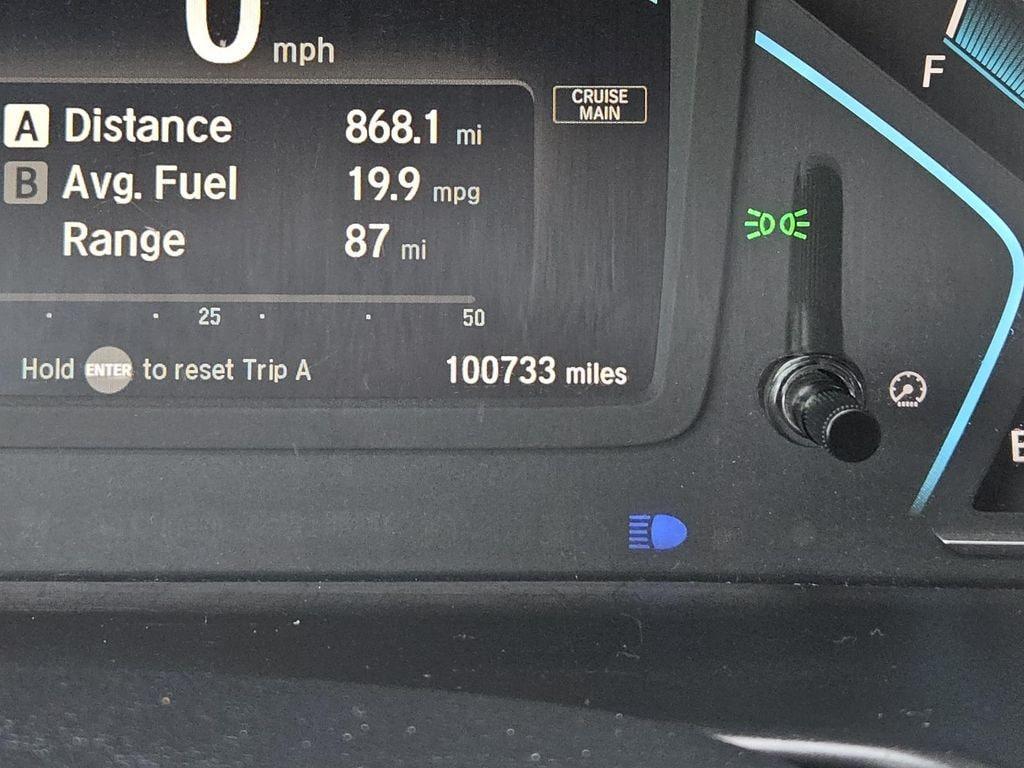 0 mph
CRUISE
MAIN
F
A Distance 868.1 mi
B Avg. Fuel 19.9 mpg
Range 87 mi
25 50
Hold ENTER to reset Trip A 100733 miles